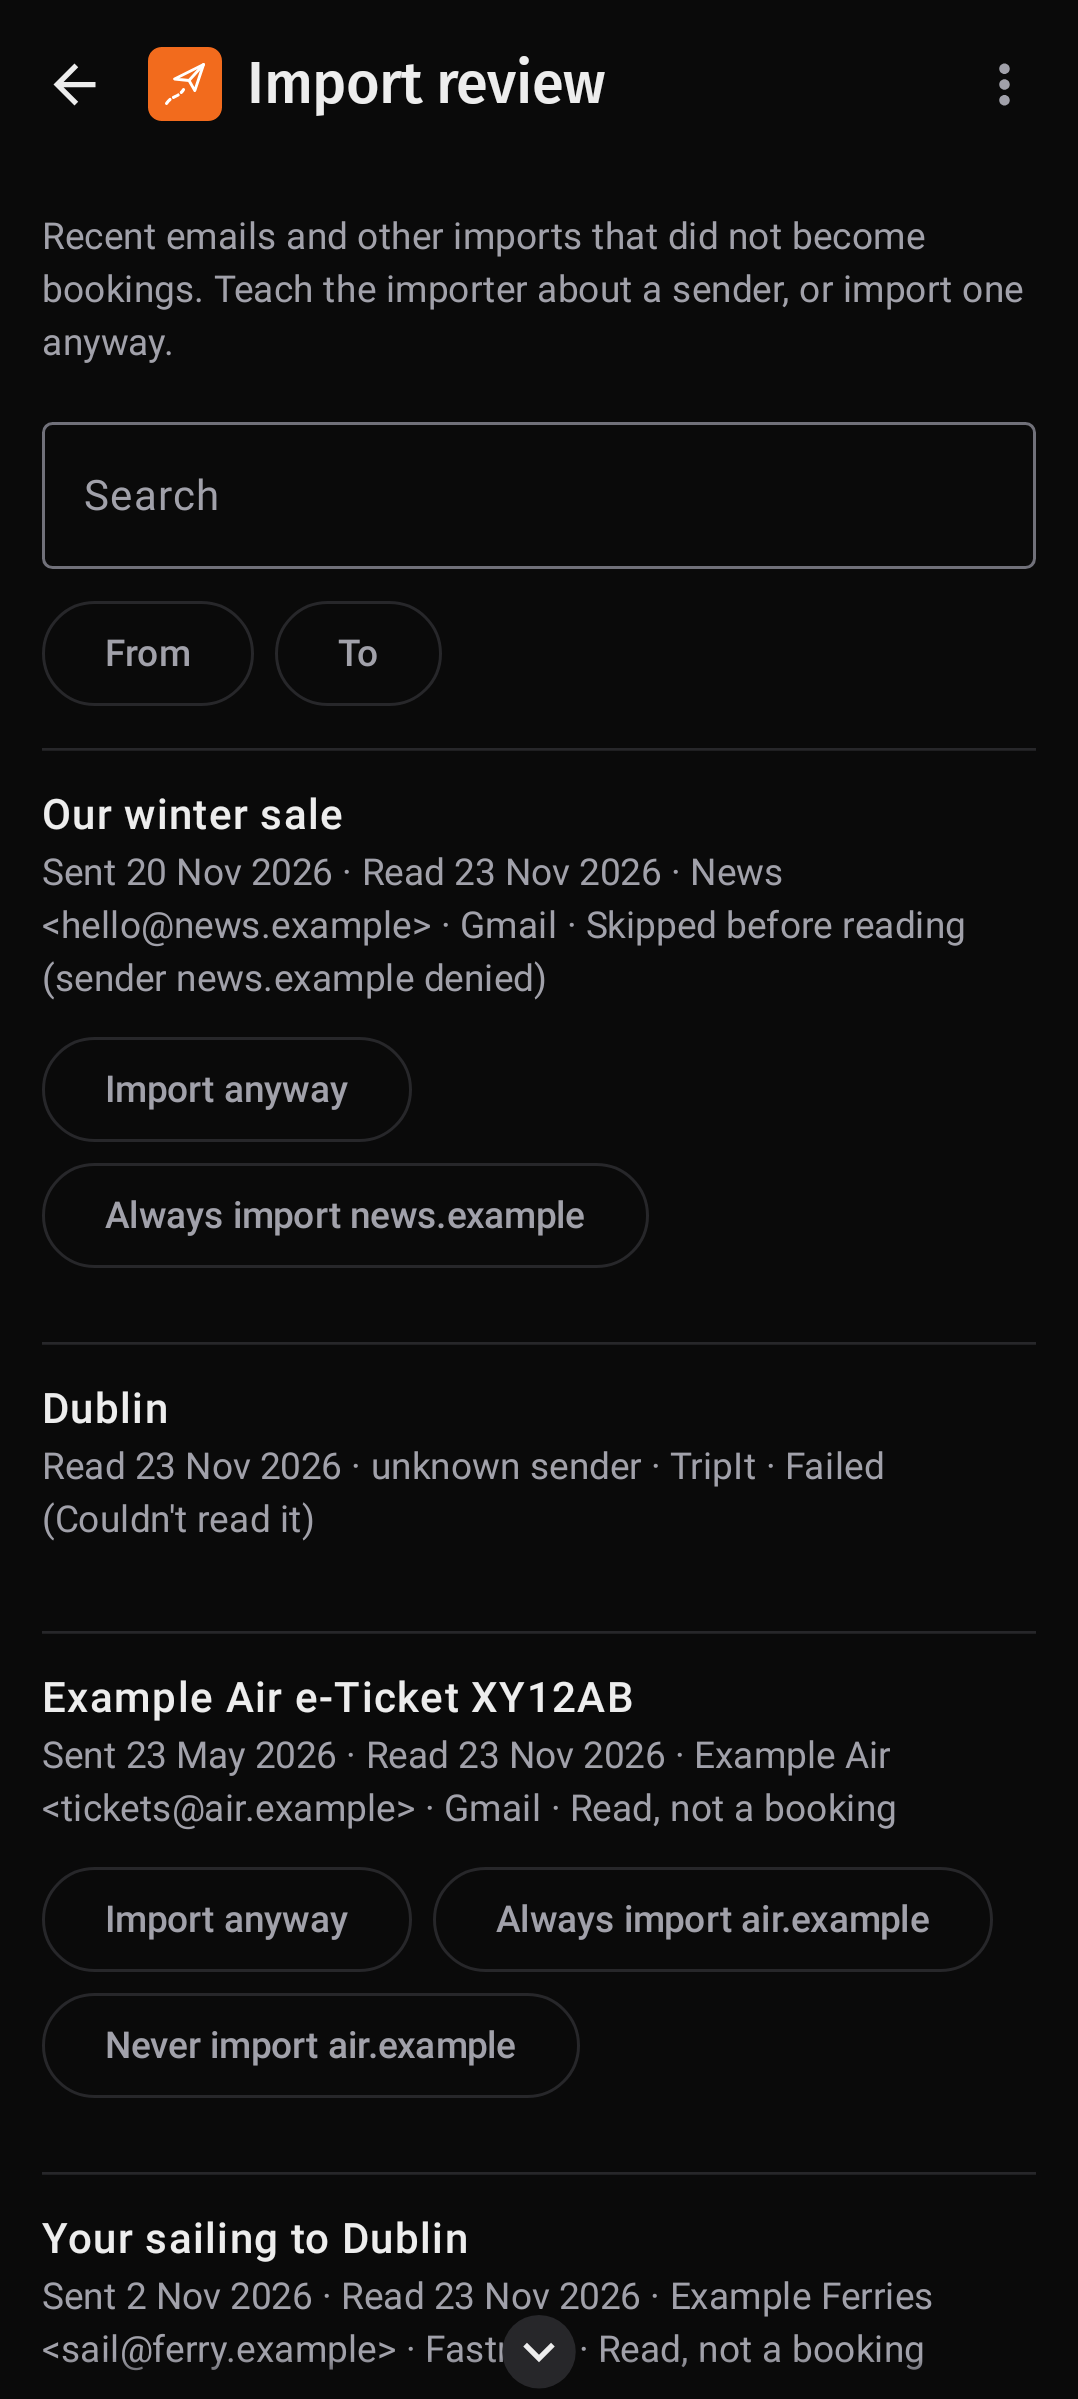 Import review
Recent emails and other imports that did not become
bookings. Teach the importer about a sender, or import one
anyway.
Search
From
To
Our winter sale
Sent 20 Nov 2026 · Read 23 Nov 2026 · News
<hello@news.example> · Gmail · Skipped before reading
(sender news.example denied)
Import anyway
Always import news.example
Dublin
Read 23 Nov 2026 · unknown sender · TripIt · Failed
(Couldn't read it)
Example Air e-Ticket XY12AB
Sent 23 May 2026 · Read 23 Nov 2026 · Example Air
<tickets@air.example> · Gmail · Read, not a booking
Import anyway
Always import air.example
Never import air.example
Your sailing to Dublin
Sent 2 Nov 2026 · Read 23 Nov 2026 · Example Ferries
<sail@ferry.example> · · Read, not a booking